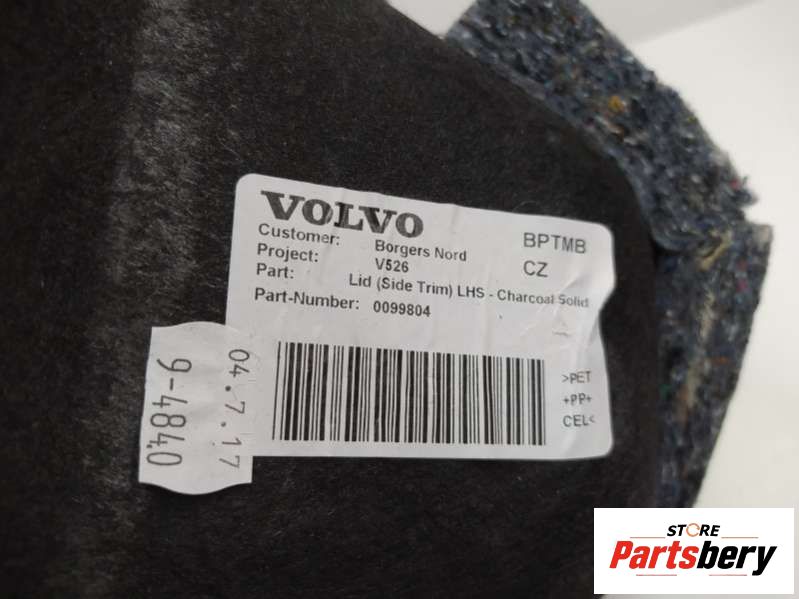 VOLVO
Customer: Borgers Nord
Project: V526
Part: Lid (Side Trim) LHS - Charcoal Solid
Part-Number: 0099804
BPTMB
CZ
>PET
+PP+
CEL<
04.7.17
9-4840
STORE
Partsbery